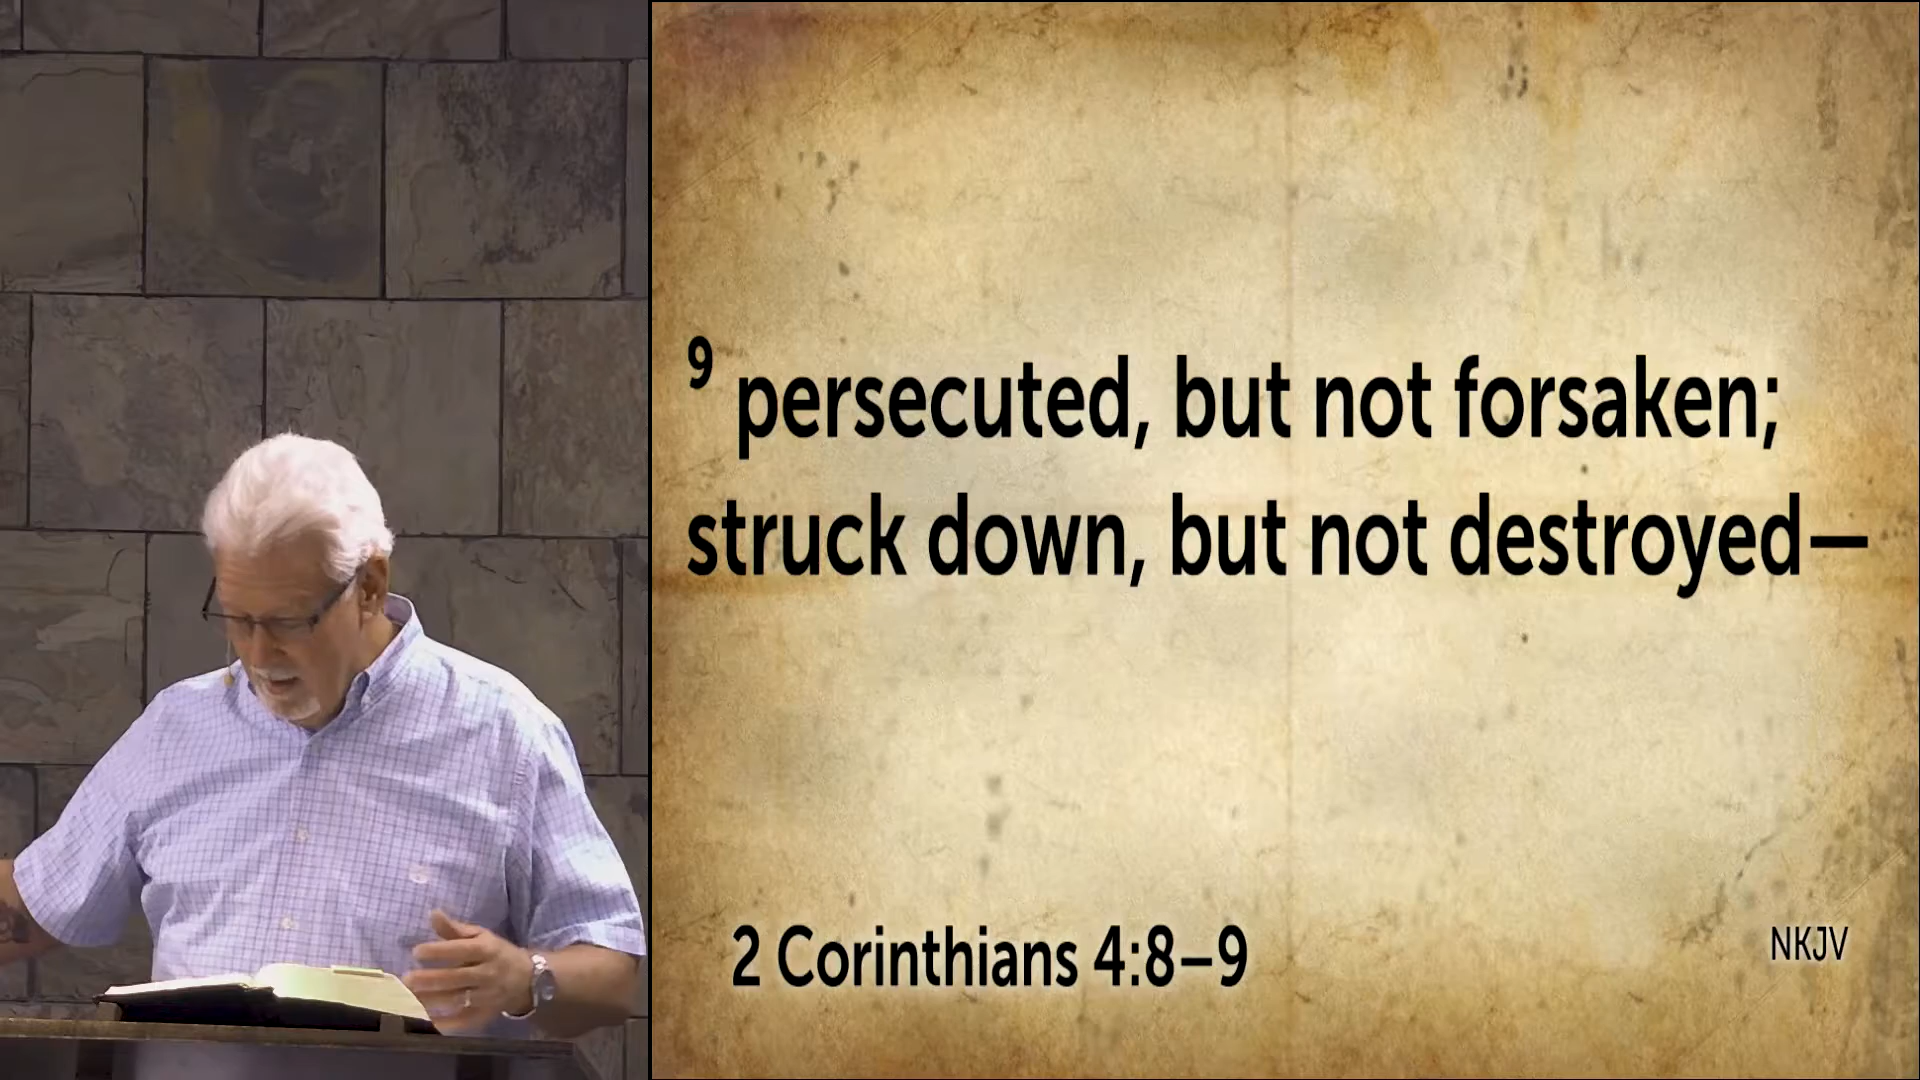 9 persecuted, but not forsaken;
struck down, but not destroyed—
2 Corinthians 4:8–9
NKJV